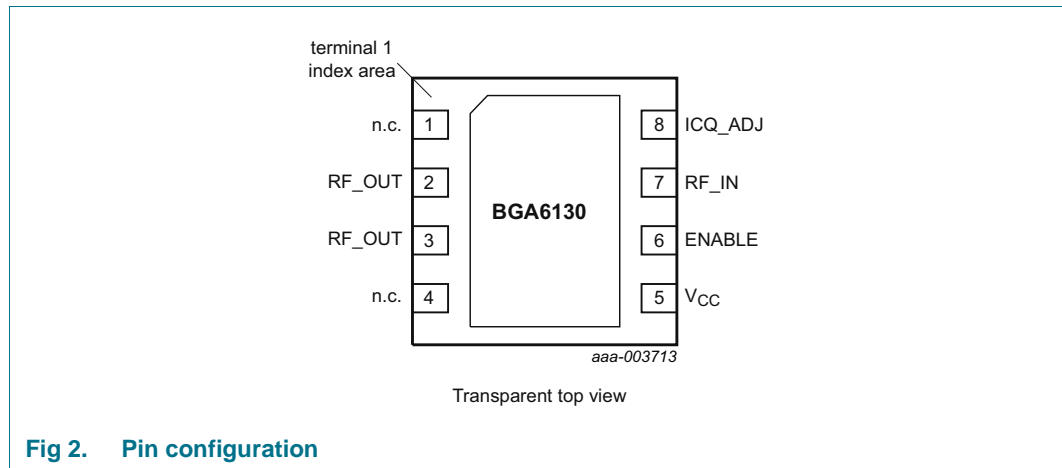 terminal 1
index area
n.c. 1
8 ICQ_ADJ
RF_OUT 2
7 RF_IN
BGA6130
RF_OUT 3
6 ENABLE
n.c. 4
5 VCC
aaa-003713
Transparent top view
Fig 2. Pin configuration